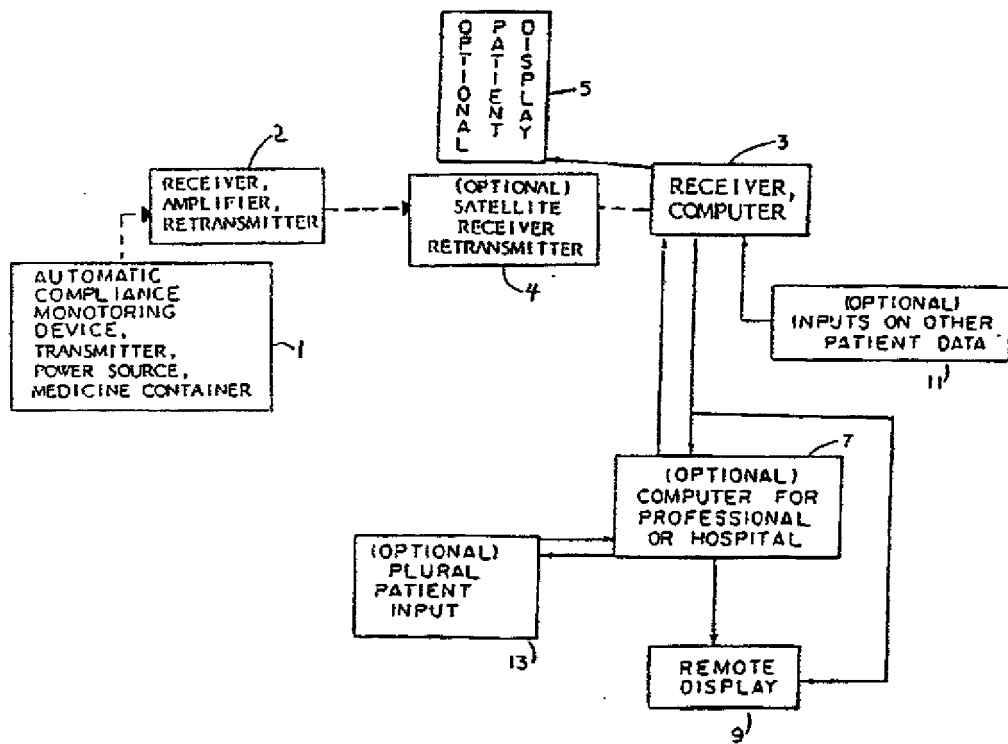 OPTIONAL
PATIENT
DISPLAY
5
2
3
RECEIVER,
AMPLIFIER,
RETRANSMITTER
(OPTIONAL)
SATELLITE
RECEIVER
RETRANSMITTER
4
RECEIVER,
COMPUTER
AUTOMATIC
COMPLIANCE
MONOTORING
DEVICE,
TRANSMITTER,
POWER SOURCE,
MEDICINE CONTAINER
1
(OPTIONAL)
INPUTS ON OTHER
PATIENT DATA
11
7
(OPTIONAL)
COMPUTER FOR
PROFESSIONAL
OR HOSPITAL
(OPTIONAL)
PLURAL
PATIENT
INPUT
13
REMOTE
DISPLAY
9